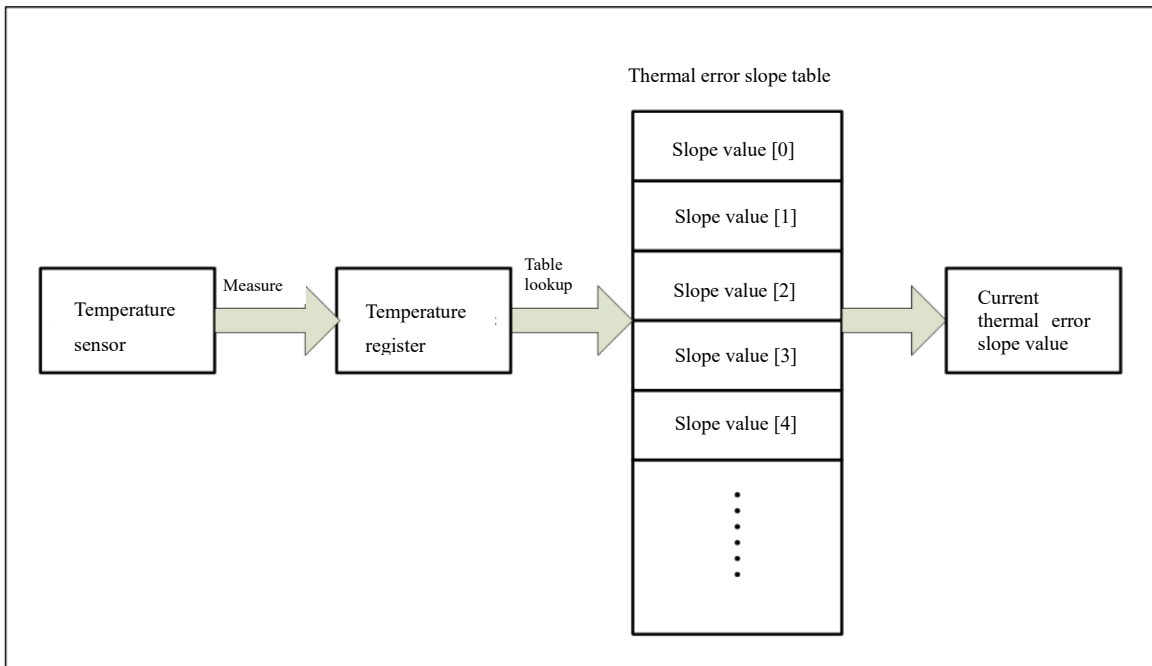 Thermal error slope table
Slope value [0]
Slope value [1]
Slope value [2]
Slope value [3]
Slope value [4]
Temperature
sensor
Measure
Temperature
register
Table
lookup
Current
thermal error
slope value